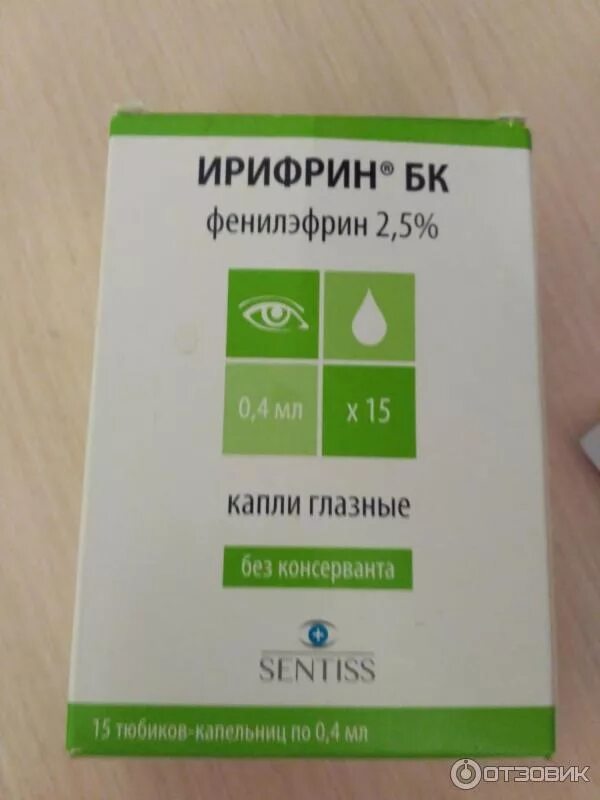 ИРИФРИН® БК
фенилэфрин 2,5%
0,4 мл
х 15
капли глазные
без консерванта
SENTISS
15 тюбиков-капельниц по 0,4 мл
ОТЗОВИК